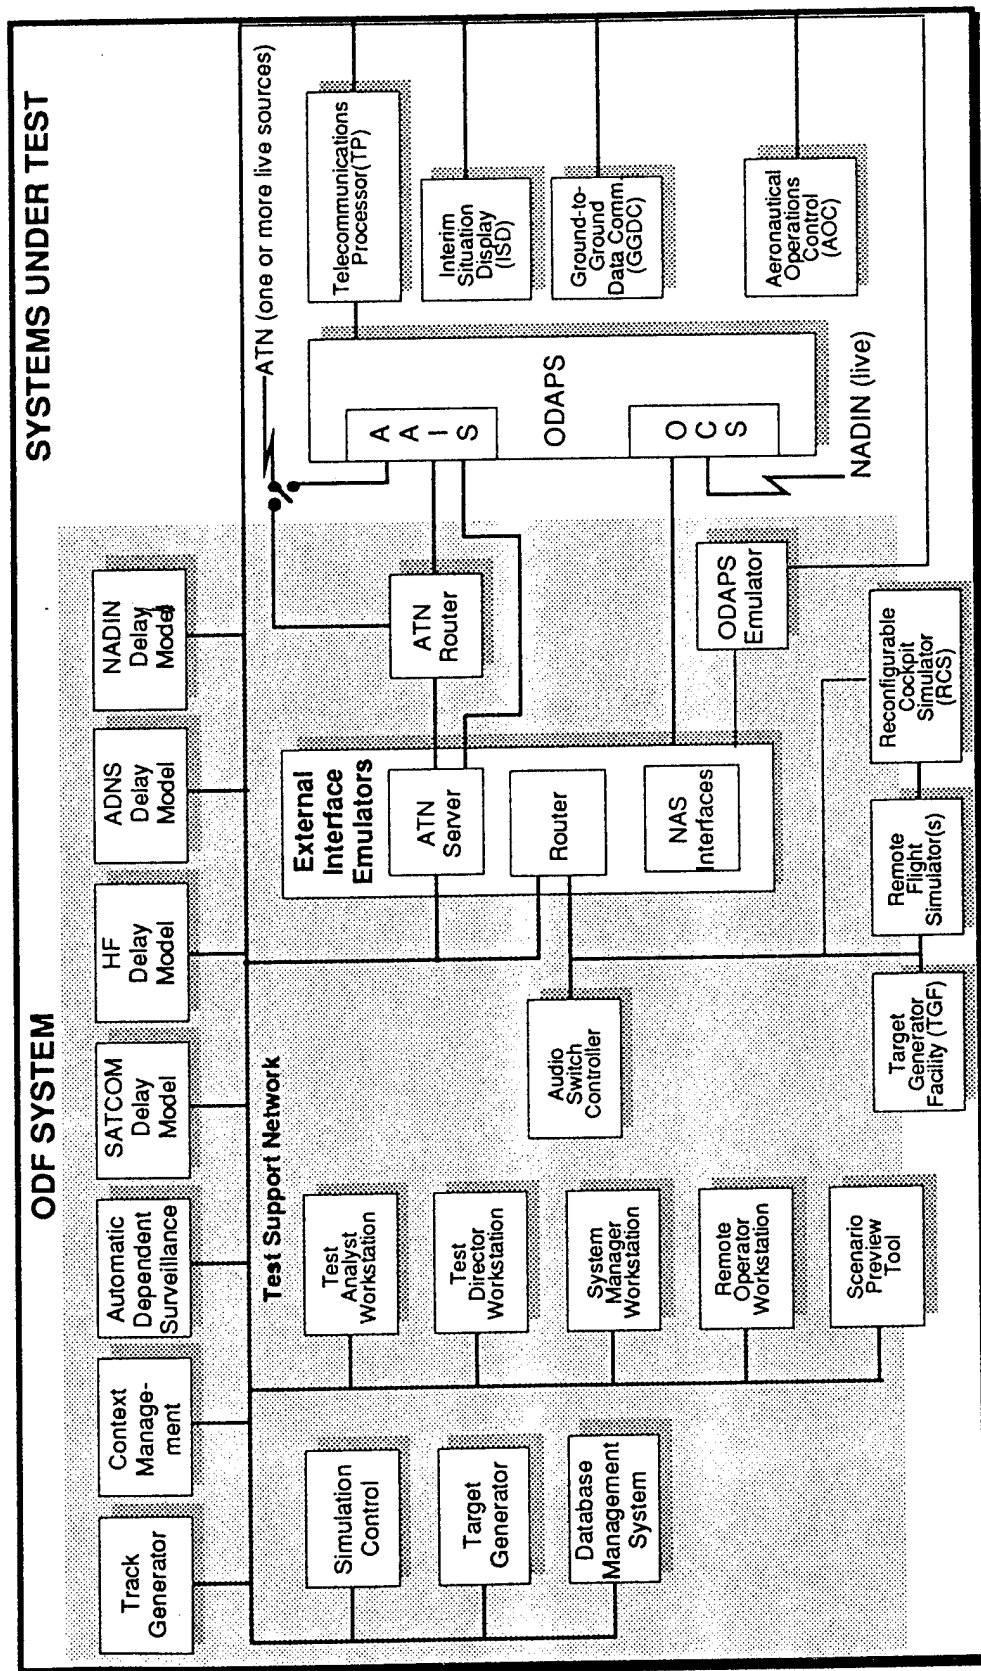 ODF SYSTEM
SYSTEMS UNDER TEST
Track
Generator
Context
Manage-
ment
Automatic
Dependent
Surveillance
SATCOM
Delay
Model
HF
Delay
Model
ADNS
Delay
Model
NADIN
Delay
Model
Test Support Network
ATN (one or more live sources)
Simulation
Control
Target
Generator
Database
Management
System
Test
Analyst
Workstation
Test
Director
Workstation
System
Manager
Workstation
Remote
Operator
Workstation
Scenario
Preview
Tool
Audio
Switch
Controller
External
Interface
Emulators
ATN
Server
Router
NAS
Interfaces
ATN
Router
ODAPS
Emulator
Target
Generator
Facility (TGF)
Remote
Flight
Simulator(s)
Reconfigurable
Cockpit
Simulator
(RCS)
A
A
I
S
ODAPS
O
C
S
NADIN (live)
Telecommunications
Processor(TP)
Interim
Situation
Display
(ISD)
Ground-to-
Ground
Data Comm.
(GGDC)
Aeronautical
Operations
Control
(AOC)